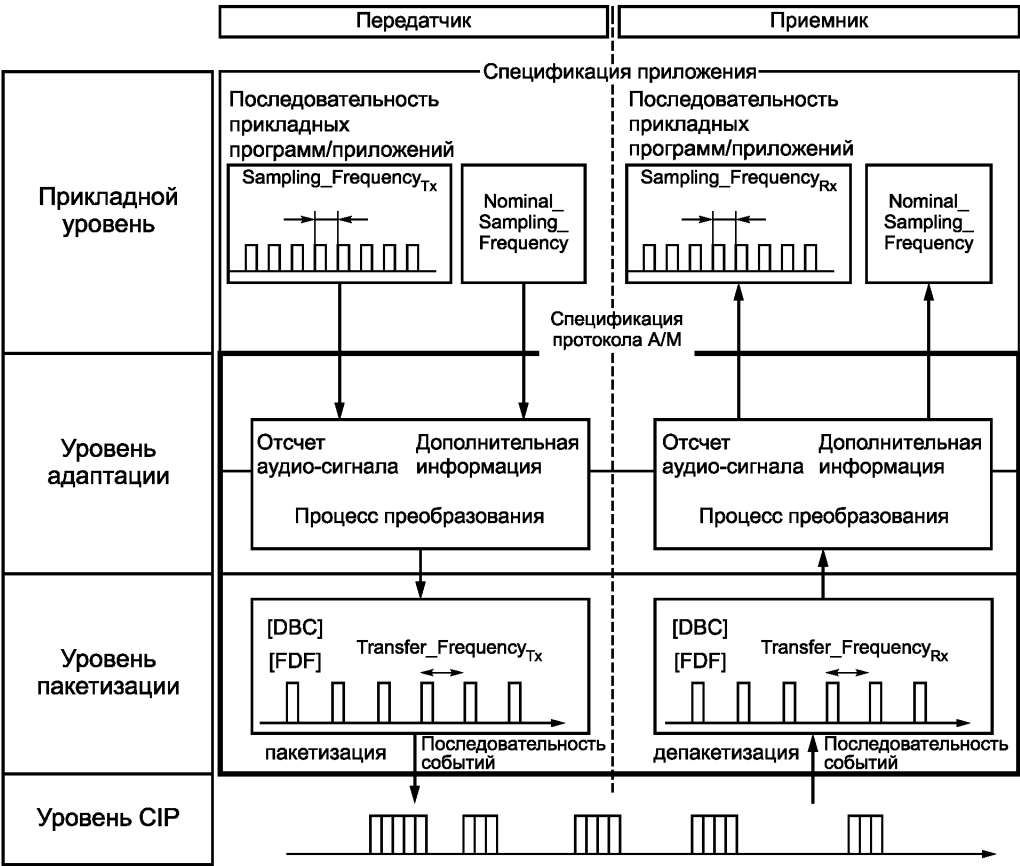 Передатчик
Приемник
Спецификация приложения
Прикладной
уровень
Последовательность
прикладных
программ/приложений
Sampling_FrequencyTx
Nominal_
Sampling_
Frequency
Последовательность
прикладных
программ/приложений
Sampling_FrequencyRx
Nominal_
Sampling_
Frequency
Спецификация
протокола А/М
Уровень
адаптации
Отсчет
аудио-сигнала
Дополнительная
информация
Процесс преобразования
Отсчет
аудио-сигнала
Дополнительная
информация
Процесс преобразования
Уровень
пакетизации
[DBC]
[FDF]
Transfer_FrequencyTx
пакетизация
Последовательность
событий
[DBC]
[FDF]
Transfer_FrequencyRx
депакетизация
Последовательность
событий
Уровень CIP